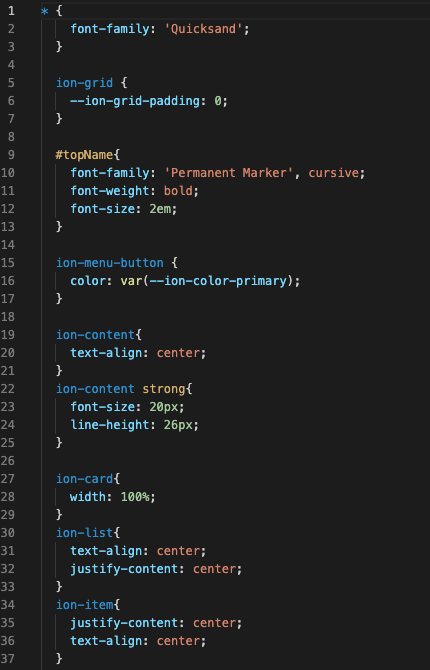 1 * {
2 font-family: 'Quicksand';
3 }
4
5 ion-grid {
6 --ion-grid-padding: 0;
7 }
8
9 #topName{
10 font-family: 'Permanent Marker', cursive;
11 font-weight: bold;
12 font-size: 2em;
13 }
14
15 ion-menu-button {
16 color: var(--ion-color-primary);
17 }
18
19 ion-content{
20 text-align: center;
21 }
22 ion-content strong{
23 font-size: 20px;
24 line-height: 26px;
25 }
26
27 ion-card{
28 width: 100%;
29 }
30 ion-list{
31 text-align: center;
32 justify-content: center;
33 }
34 ion-item{
35 justify-content: center;
36 text-align: center;
37 }